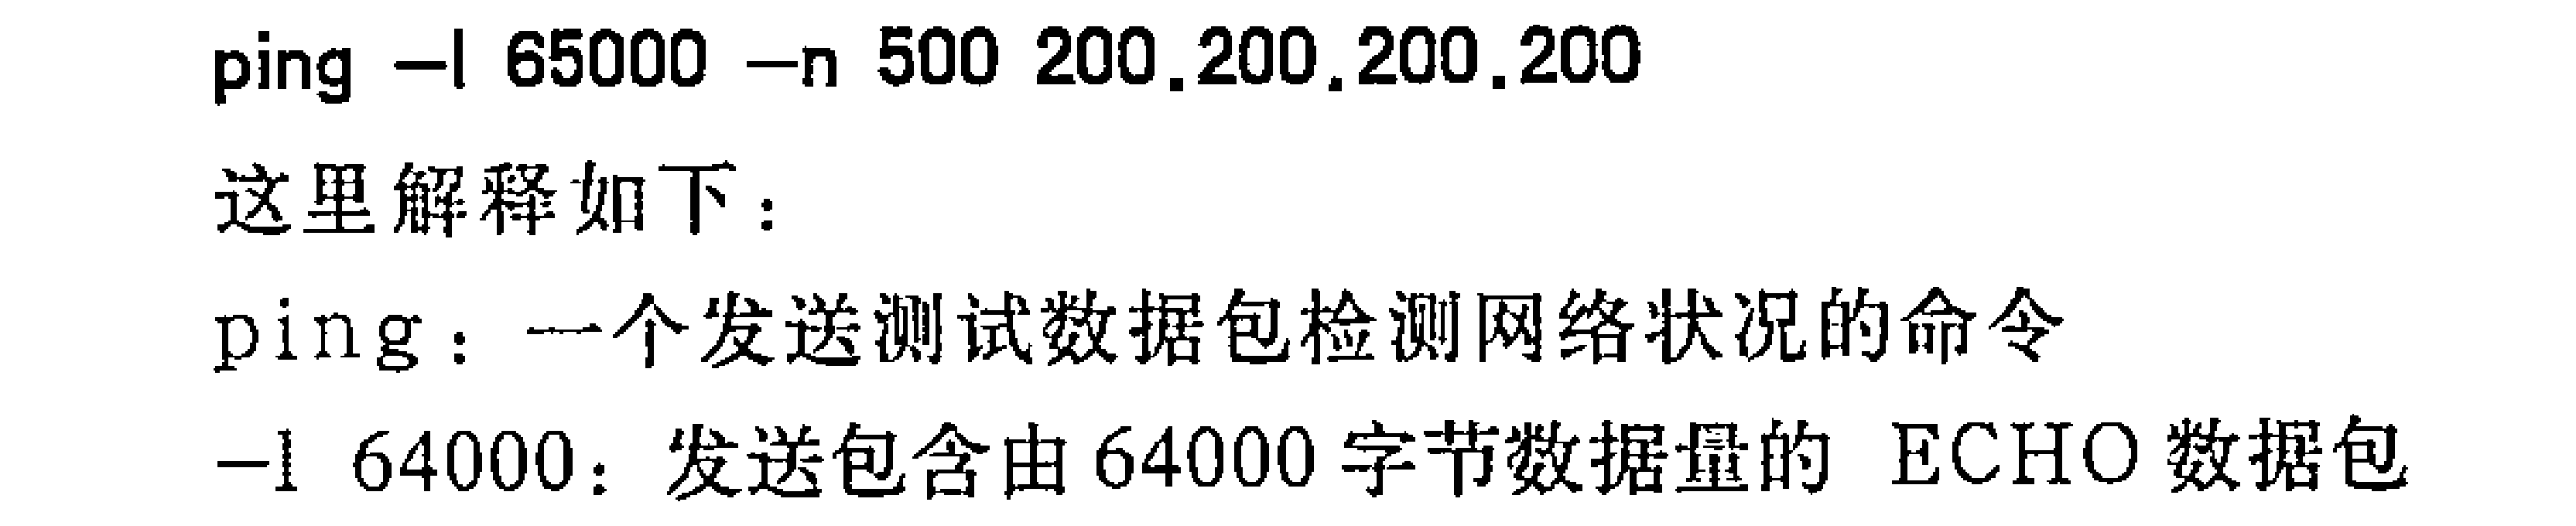 ping –l 65000 –n 500 200.200.200.200
这里解释如下：
ping：一个发送测试数据包检测网络状况的命令
–l 64000：发送包含由64000字节数据量的 ECHO数据包